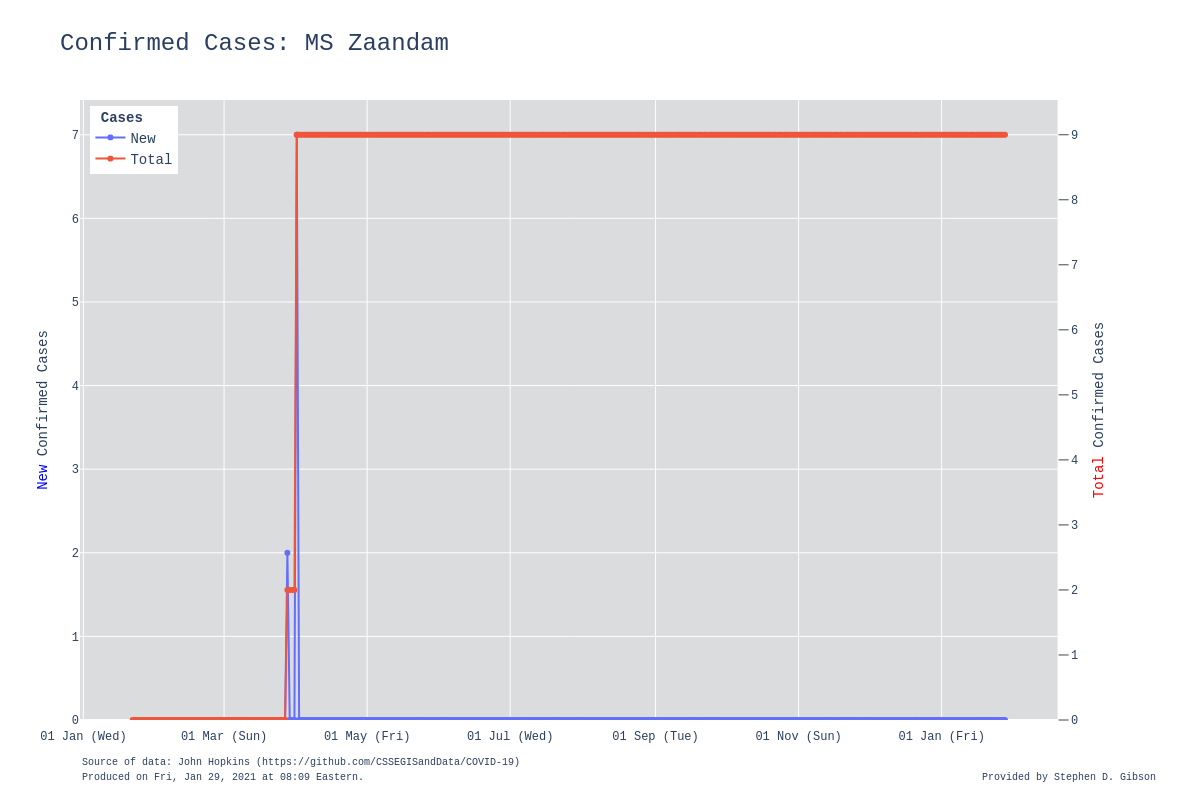 Confirmed Cases: MS Zaandam
Cases
New
Total
7
6
5
4
3
2
1
0
New Confirmed Cases
9
8
7
6
5
4
3
2
1
0
Total Confirmed Cases
01 Jan (Wed)
01 Mar (Sun)
01 May (Fri)
01 Jul (Wed)
01 Sep (Tue)
01 Nov (Sun)
01 Jan (Fri)
Source of data: John Hopkins (https://github.com/CSSEGISandData/COVID-19)
Produced on Fri, Jan 29, 2021 at 08:09 Eastern.
Provided by Stephen D. Gibson